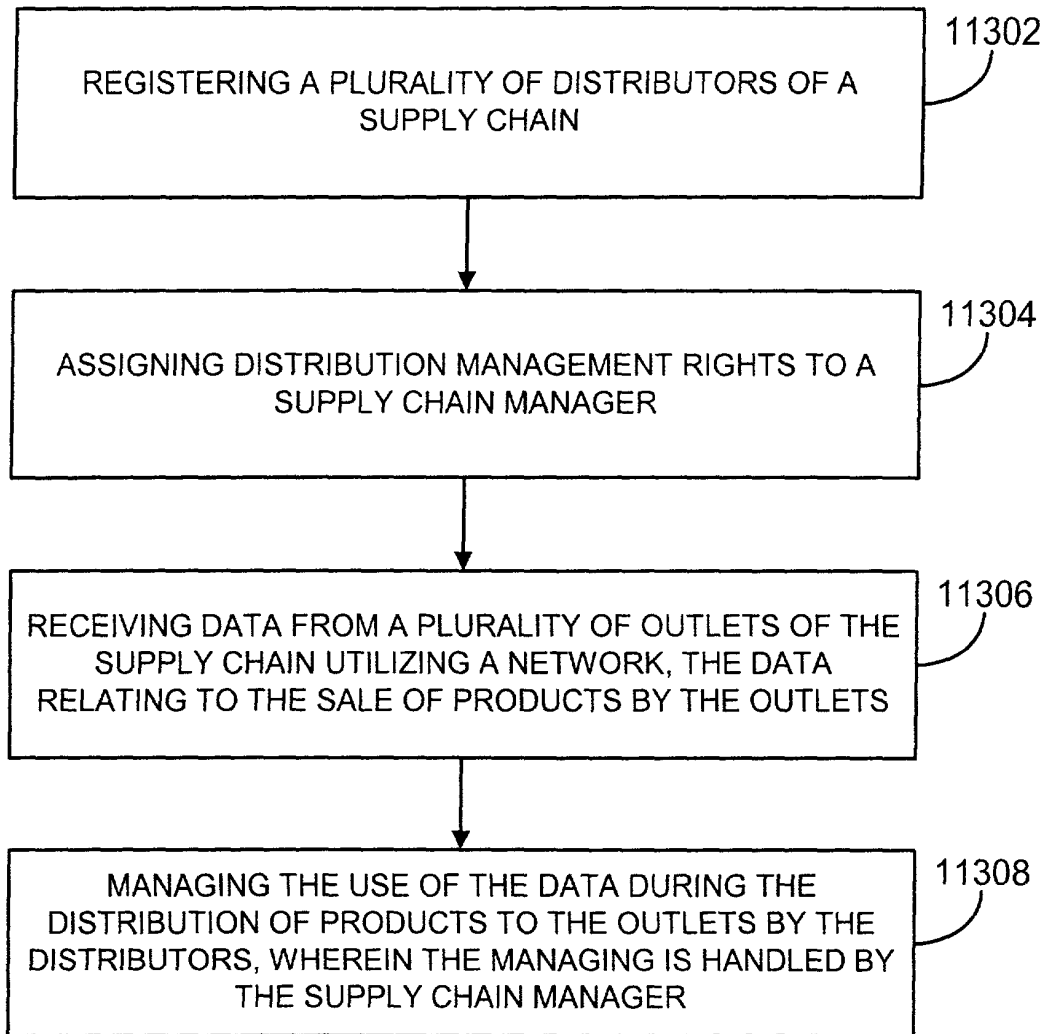 11302
REGISTERING A PLURALITY OF DISTRIBUTORS OF A
SUPPLY CHAIN
11304
ASSIGNING DISTRIBUTION MANAGEMENT RIGHTS TO A
SUPPLY CHAIN MANAGER
11306
RECEIVING DATA FROM A PLURALITY OF OUTLETS OF THE
SUPPLY CHAIN UTILIZING A NETWORK, THE DATA
RELATING TO THE SALE OF PRODUCTS BY THE OUTLETS
11308
MANAGING THE USE OF THE DATA DURING THE
DISTRIBUTION OF PRODUCTS TO THE OUTLETS BY THE
DISTRIBUTORS, WHEREIN THE MANAGING IS HANDLED BY
THE SUPPLY CHAIN MANAGER